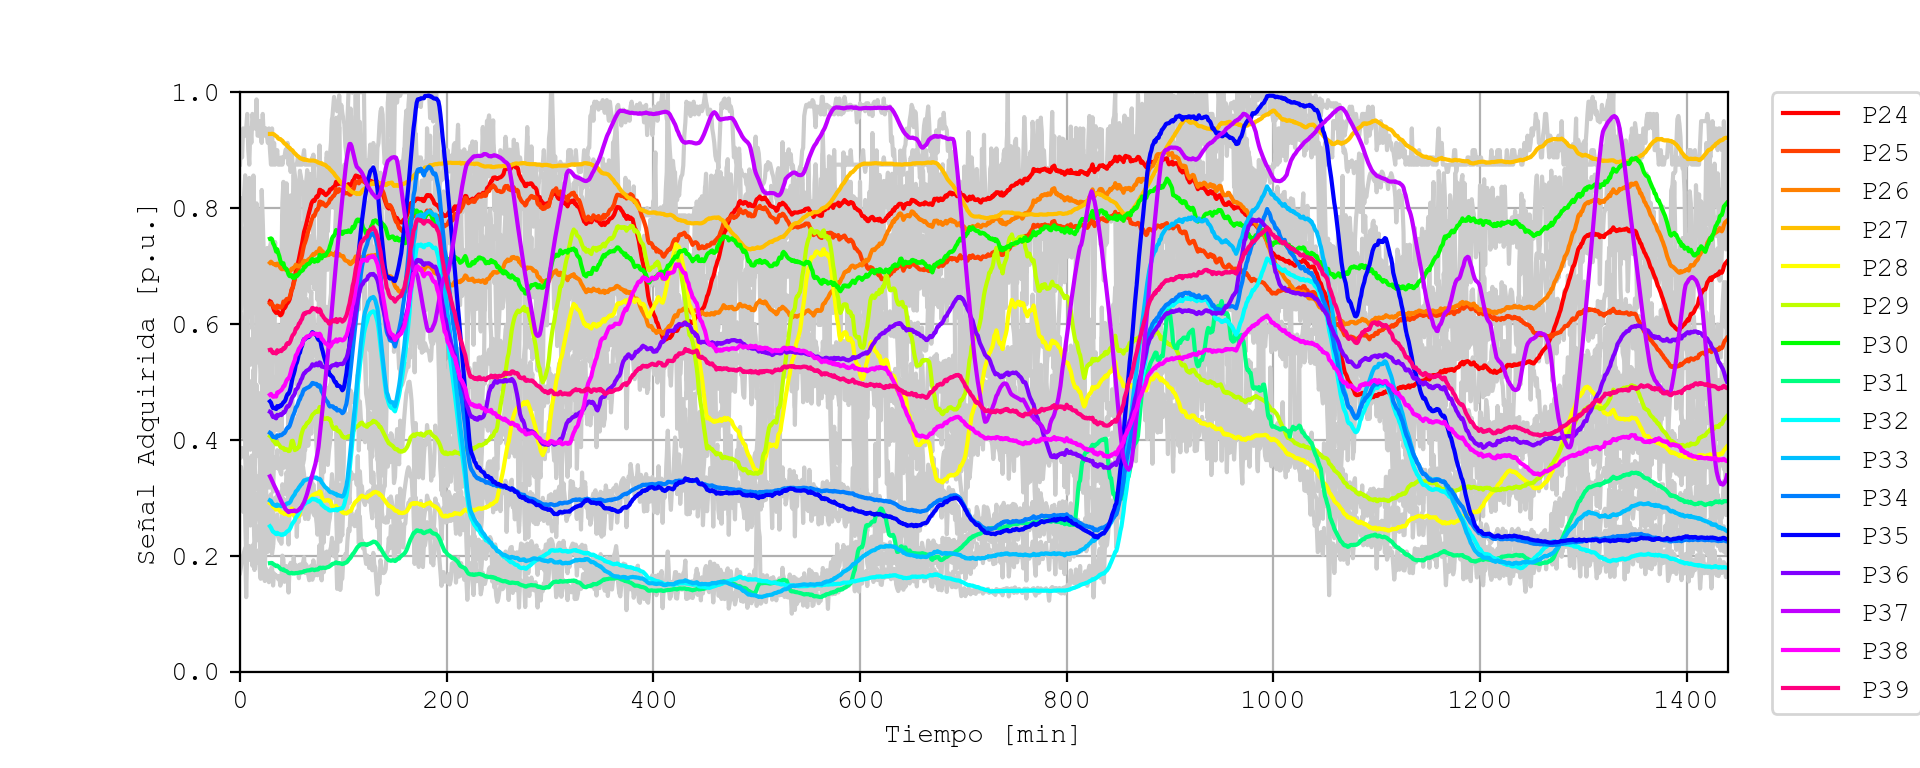 1.0
0.8
0.6
0.4
0.2
0.0
Señal Adquirida [p.u.]
0 200 400 600 800 1000 1200 1400
Tiempo [min]
P24
P25
P26
P27
P28
P29
P30
P31
P32
P33
P34
P35
P36
P37
P38
P39